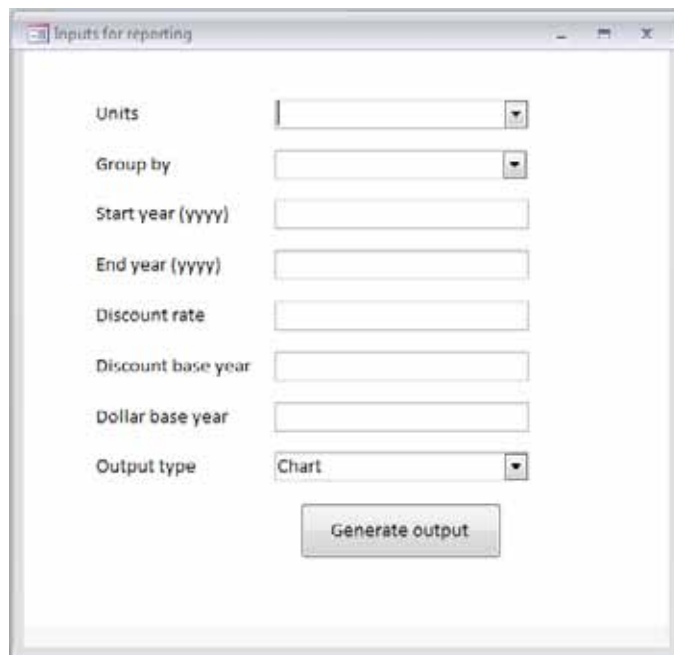 Inputs for reporting
Units
Group by
Start year (yyyy)
End year (yyyy)
Discount rate
Discount base year
Dollar base year
Output type Chart
Generate output